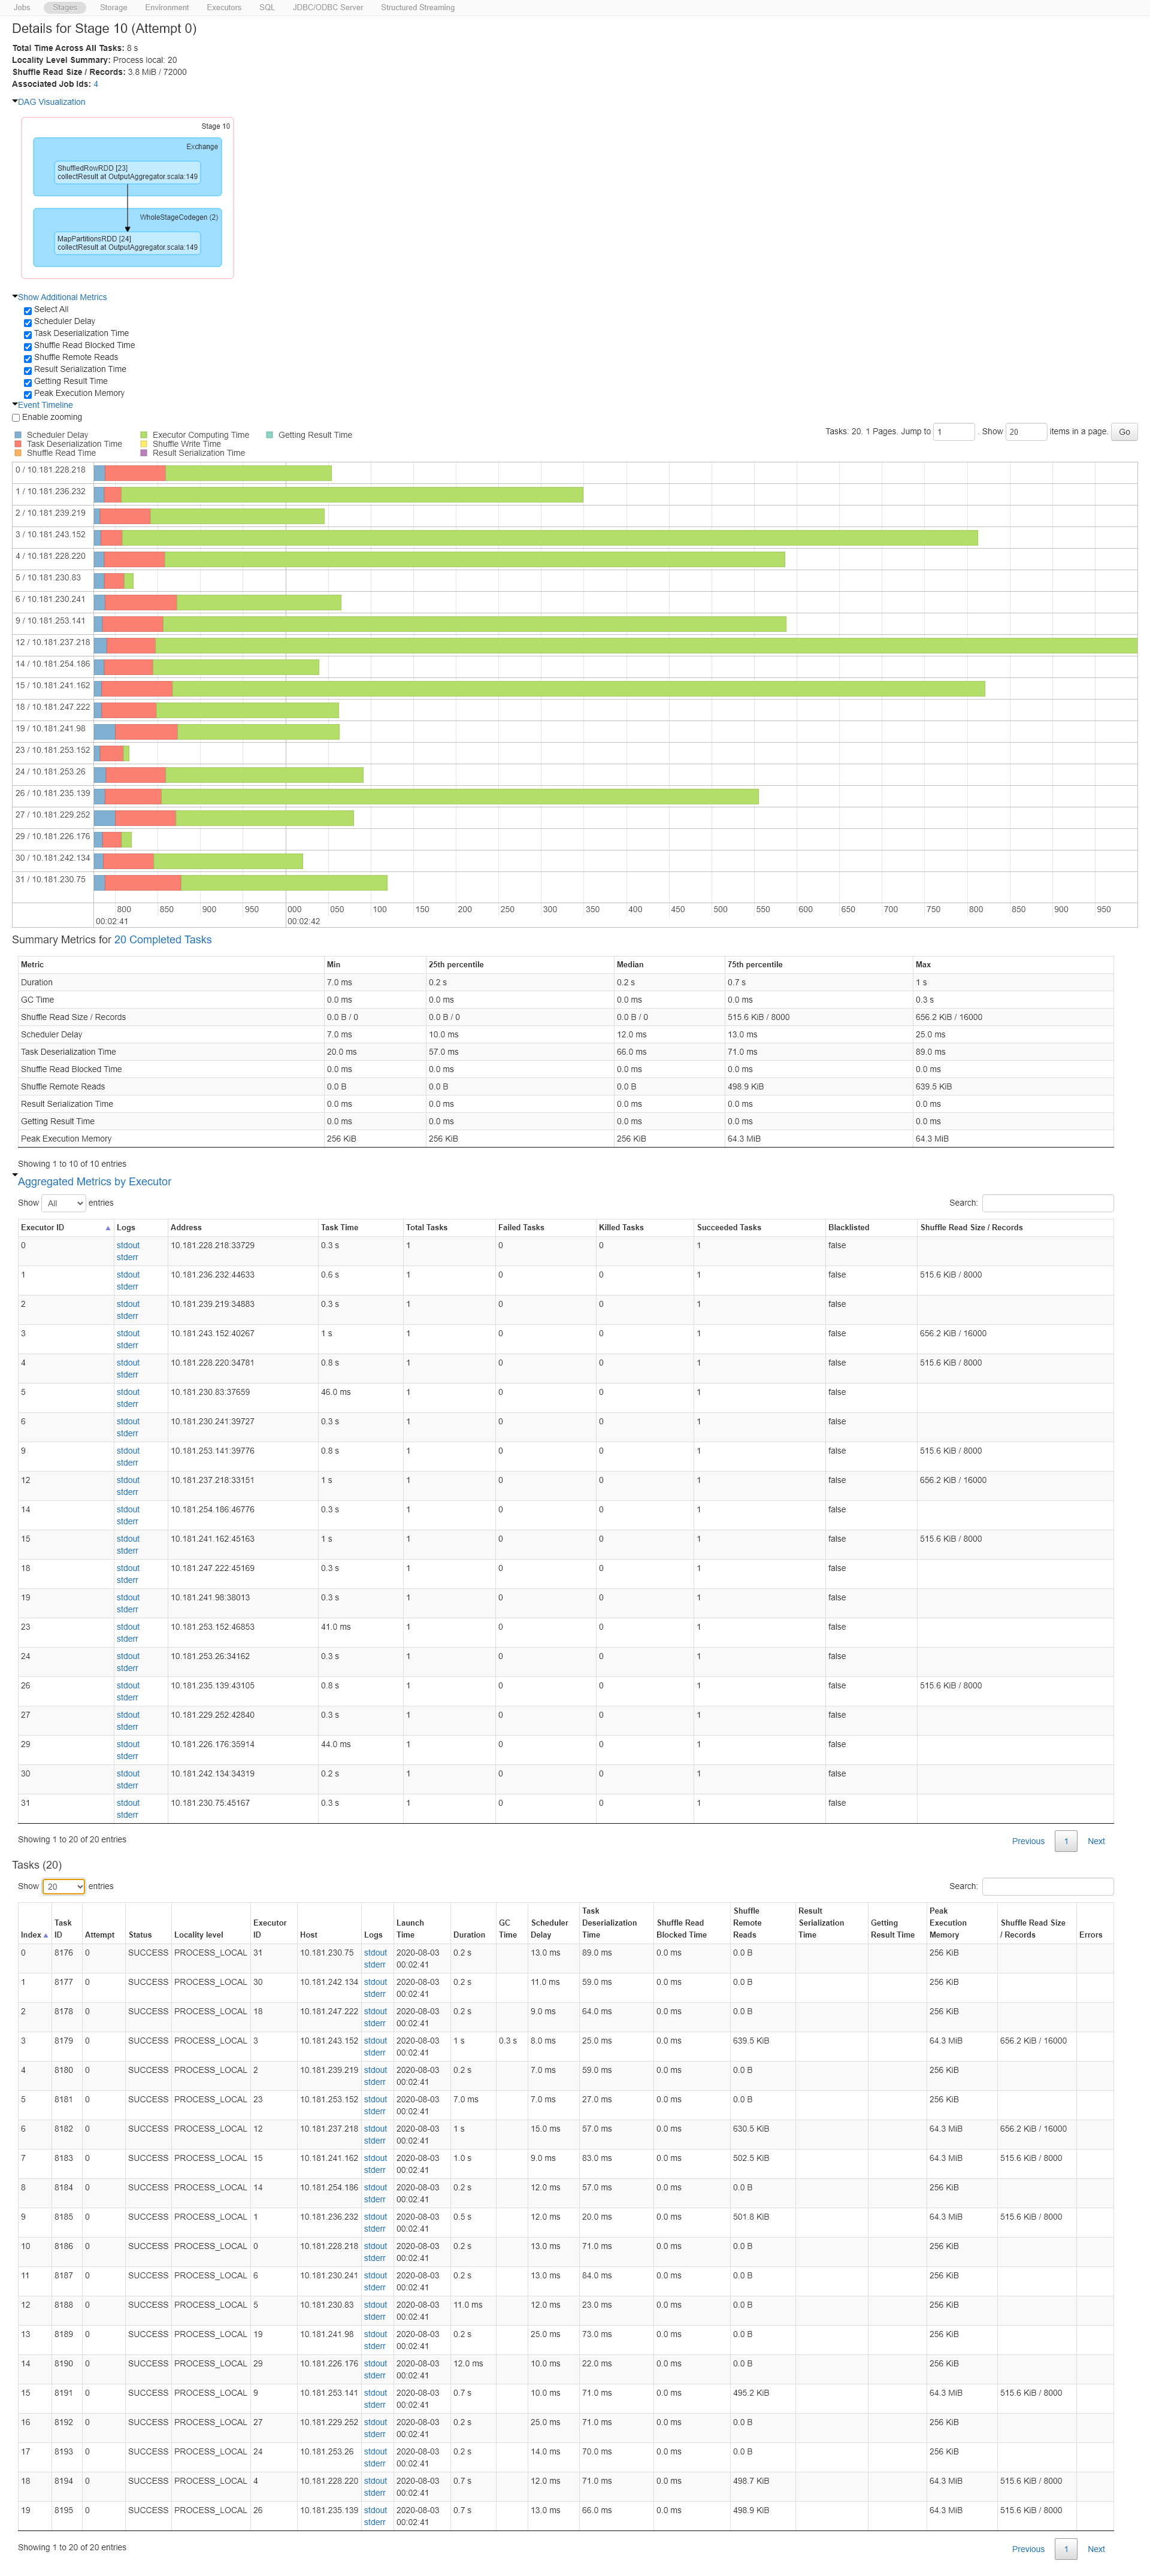 Jobs Stages Storage Environment Executors SQL JDBC/ODBC Server Structured Streaming
Details for Stage 10 (Attempt 0)
Total Time Across All Tasks: 8 s
Locality Level Summary: Process local: 20
Shuffle Read Size / Records: 3.8 MiB / 72000
Associated Job Ids: 4
DAG Visualization
Stage 10
Exchange
ShuffledRowRDD [23]
collectResult at OutputAggregator.scala:149
WholeStageCodegen (2)
MapPartitionsRDD [24]
collectResult at OutputAggregator.scala:149
Show Additional Metrics
Select All
Scheduler Delay
Task Deserialization Time
Shuffle Read Blocked Time
Shuffle Remote Reads
Result Serialization Time
Getting Result Time
Peak Execution Memory
Event Timeline
Enable zooming
Tasks: 20. 1 Pages. Jump to 1 . Show 20 items in a page. Go
Scheduler Delay Executor Computing Time Getting Result Time
Task Deserialization Time Shuffle Write Time
Shuffle Read Time Result Serialization Time
0 / 10.181.228.218
1 / 10.181.236.232
2 / 10.181.239.219
3 / 10.181.243.152
4 / 10.181.228.220
5 / 10.181.230.83
6 / 10.181.230.241
9 / 10.181.253.141
12 / 10.181.237.218
14 / 10.181.254.186
15 / 10.181.241.162
18 / 10.181.247.222
19 / 10.181.241.98
23 / 10.181.253.152
24 / 10.181.253.26
26 / 10.181.235.139
27 / 10.181.229.252
29 / 10.181.226.176
30 / 10.181.242.134
31 / 10.181.230.75
800 850 900 950 000 050 100 150 200 250 300 350 400 450 500 550 600 650 700 750 800 850 900 950
00:02:41 00:02:42
Summary Metrics for 20 Completed Tasks
Metric Min 25th percentile Median 75th percentile Max
Duration 7.0 ms 0.2 s 0.2 s 0.7 s 1 s
GC Time 0.0 ms 0.0 ms 0.0 ms 0.0 ms 0.3 s
Shuffle Read Size / Records 0.0 B / 0 0.0 B / 0 0.0 B / 0 515.6 KiB / 8000 656.2 KiB / 16000
Scheduler Delay 7.0 ms 10.0 ms 12.0 ms 13.0 ms 25.0 ms
Task Deserialization Time 20.0 ms 57.0 ms 66.0 ms 71.0 ms 89.0 ms
Shuffle Read Blocked Time 0.0 ms 0.0 ms 0.0 ms 0.0 ms 0.0 ms
Shuffle Remote Reads 0.0 B 0.0 B 0.0 B 498.9 KiB 639.5 KiB
Result Serialization Time 0.0 ms 0.0 ms 0.0 ms 0.0 ms 0.0 ms
Getting Result Time 0.0 ms 0.0 ms 0.0 ms 0.0 ms 0.0 ms
Peak Execution Memory 256 KiB 256 KiB 256 KiB 64.3 MiB 64.3 MiB
Showing 1 to 10 of 10 entries
Aggregated Metrics by Executor
Show All entries Search:
Executor ID Logs Address Task Time Total Tasks Failed Tasks Killed Tasks Succeeded Tasks Blacklisted Shuffle Read Size / Records
0 stdout 10.181.228.218:33729 0.3 s 1 0 0 1 false
stderr
1 stdout 10.181.236.232:44633 0.6 s 1 0 0 1 false 515.6 KiB / 8000
stderr
2 stdout 10.181.239.219:34883 0.3 s 1 0 0 1 false
stderr
3 stdout 10.181.243.152:40267 1 s 1 0 0 1 false 656.2 KiB / 16000
stderr
4 stdout 10.181.228.220:34781 0.8 s 1 0 0 1 false 515.6 KiB / 8000
stderr
5 stdout 10.181.230.83:37659 46.0 ms 1 0 0 1 false
stderr
6 stdout 10.181.230.241:39727 0.3 s 1 0 0 1 false
stderr
9 stdout 10.181.253.141:39776 0.8 s 1 0 0 1 false 515.6 KiB / 8000
stderr
12 stdout 10.181.237.218:33151 1 s 1 0 0 1 false 656.2 KiB / 16000
stderr
14 stdout 10.181.254.186:46776 0.3 s 1 0 0 1 false
stderr
15 stdout 10.181.241.162:45163 1 s 1 0 0 1 false 515.6 KiB / 8000
stderr
18 stdout 10.181.247.222:45169 0.3 s 1 0 0 1 false
stderr
19 stdout 10.181.241.98:38013 0.3 s 1 0 0 1 false
stderr
23 stdout 10.181.253.152:46853 41.0 ms 1 0 0 1 false
stderr
24 stdout 10.181.253.26:34162 0.3 s 1 0 0 1 false
stderr
26 stdout 10.181.235.139:43105 0.8 s 1 0 0 1 false 515.6 KiB / 8000
stderr
27 stdout 10.181.229.252:42840 0.3 s 1 0 0 1 false
stderr
29 stdout 10.181.226.176:35914 44.0 ms 1 0 0 1 false
stderr
30 stdout 10.181.242.134:34319 0.2 s 1 0 0 1 false
stderr
31 stdout 10.181.230.75:45167 0.3 s 1 0 0 1 false
stderr
Showing 1 to 20 of 20 entries Previous 1 Next
Tasks (20)
Show 20 entries Search:
Index Task ID Attempt Status Locality level Executor ID Host Logs Launch Time Duration GC Time Scheduler Delay Task Deserialization Time Shuffle Read Blocked Time Shuffle Remote Reads Result Serialization Time Getting Result Time Peak Execution Memory Shuffle Read Size / Records Errors
0 8176 0 SUCCESS PROCESS_LOCAL 31 10.181.230.75 stdout 2020-08-03 0.2 s 13.0 ms 89.0 ms 0.0 ms 0.0 B 256 KiB
stderr 00:02:41
1 8177 0 SUCCESS PROCESS_LOCAL 30 10.181.242.134 stdout 2020-08-03 0.2 s 11.0 ms 59.0 ms 0.0 ms 0.0 B 256 KiB
stderr 00:02:41
2 8178 0 SUCCESS PROCESS_LOCAL 18 10.181.247.222 stdout 2020-08-03 0.2 s 9.0 ms 64.0 ms 0.0 ms 0.0 B 256 KiB
stderr 00:02:41
3 8179 0 SUCCESS PROCESS_LOCAL 3 10.181.243.152 stdout 2020-08-03 1 s 0.3 s 8.0 ms 25.0 ms 0.0 ms 639.5 KiB 64.3 MiB 656.2 KiB / 16000
stderr 00:02:41
4 8180 0 SUCCESS PROCESS_LOCAL 2 10.181.239.219 stdout 2020-08-03 0.2 s 7.0 ms 59.0 ms 0.0 ms 0.0 B 256 KiB
stderr 00:02:41
5 8181 0 SUCCESS PROCESS_LOCAL 23 10.181.253.152 stdout 2020-08-03 7.0 ms 7.0 ms 27.0 ms 0.0 ms 0.0 B 256 KiB
stderr 00:02:41
6 8182 0 SUCCESS PROCESS_LOCAL 12 10.181.237.218 stdout 2020-08-03 1 s 15.0 ms 57.0 ms 0.0 ms 630.5 KiB 64.3 MiB 656.2 KiB / 16000
stderr 00:02:41
7 8183 0 SUCCESS PROCESS_LOCAL 15 10.181.241.162 stdout 2020-08-03 1.0 s 9.0 ms 83.0 ms 0.0 ms 502.5 KiB 64.3 MiB 515.6 KiB / 8000
stderr 00:02:41
8 8184 0 SUCCESS PROCESS_LOCAL 14 10.181.254.186 stdout 2020-08-03 0.2 s 12.0 ms 57.0 ms 0.0 ms 0.0 B 256 KiB
stderr 00:02:41
9 8185 0 SUCCESS PROCESS_LOCAL 1 10.181.236.232 stdout 2020-08-03 0.5 s 12.0 ms 20.0 ms 0.0 ms 501.8 KiB 64.3 MiB 515.6 KiB / 8000
stderr 00:02:41
10 8186 0 SUCCESS PROCESS_LOCAL 0 10.181.228.218 stdout 2020-08-03 0.2 s 13.0 ms 71.0 ms 0.0 ms 0.0 B 256 KiB
stderr 00:02:41
11 8187 0 SUCCESS PROCESS_LOCAL 6 10.181.230.241 stdout 2020-08-03 0.2 s 13.0 ms 84.0 ms 0.0 ms 0.0 B 256 KiB
stderr 00:02:41
12 8188 0 SUCCESS PROCESS_LOCAL 5 10.181.230.83 stdout 2020-08-03 11.0 ms 12.0 ms 23.0 ms 0.0 ms 0.0 B 256 KiB
stderr 00:02:41
13 8189 0 SUCCESS PROCESS_LOCAL 19 10.181.241.98 stdout 2020-08-03 0.2 s 25.0 ms 73.0 ms 0.0 ms 0.0 B 256 KiB
stderr 00:02:41
14 8190 0 SUCCESS PROCESS_LOCAL 29 10.181.226.176 stdout 2020-08-03 12.0 ms 10.0 ms 22.0 ms 0.0 ms 0.0 B 256 KiB
stderr 00:02:41
15 8191 0 SUCCESS PROCESS_LOCAL 9 10.181.253.141 stdout 2020-08-03 0.7 s 10.0 ms 71.0 ms 0.0 ms 495.2 KiB 64.3 MiB 515.6 KiB / 8000
stderr 00:02:41
16 8192 0 SUCCESS PROCESS_LOCAL 27 10.181.229.252 stdout 2020-08-03 0.2 s 25.0 ms 71.0 ms 0.0 ms 0.0 B 256 KiB
stderr 00:02:41
17 8193 0 SUCCESS PROCESS_LOCAL 24 10.181.253.26 stdout 2020-08-03 0.2 s 14.0 ms 70.0 ms 0.0 ms 0.0 B 256 KiB
stderr 00:02:41
18 8194 0 SUCCESS PROCESS_LOCAL 4 10.181.228.220 stdout 2020-08-03 0.7 s 12.0 ms 71.0 ms 0.0 ms 498.7 KiB 64.3 MiB 515.6 KiB / 8000
stderr 00:02:41
19 8195 0 SUCCESS PROCESS_LOCAL 26 10.181.235.139 stdout 2020-08-03 0.7 s 13.0 ms 66.0 ms 0.0 ms 498.9 KiB 64.3 MiB 515.6 KiB / 8000
stderr 00:02:41
Showing 1 to 20 of 20 entries Previous 1 Next